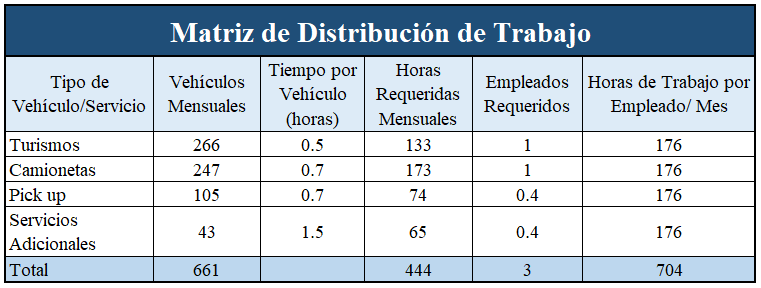 Matriz de Distribución de Trabajo
Tipo de Vehículo/Servicio | Vehículos Mensuales | Tiempo por Vehículo (horas) | Horas Requeridas Mensuales | Empleados Requeridos | Horas de Trabajo por Empleado/ Mes
Turismos 266 0.5 133 1 176
Camionetas 247 0.7 173 1 176
Pick up 105 0.7 74 0.4 176
Servicios Adicionales 43 1.5 65 0.4 176
Total 661 444 3 704